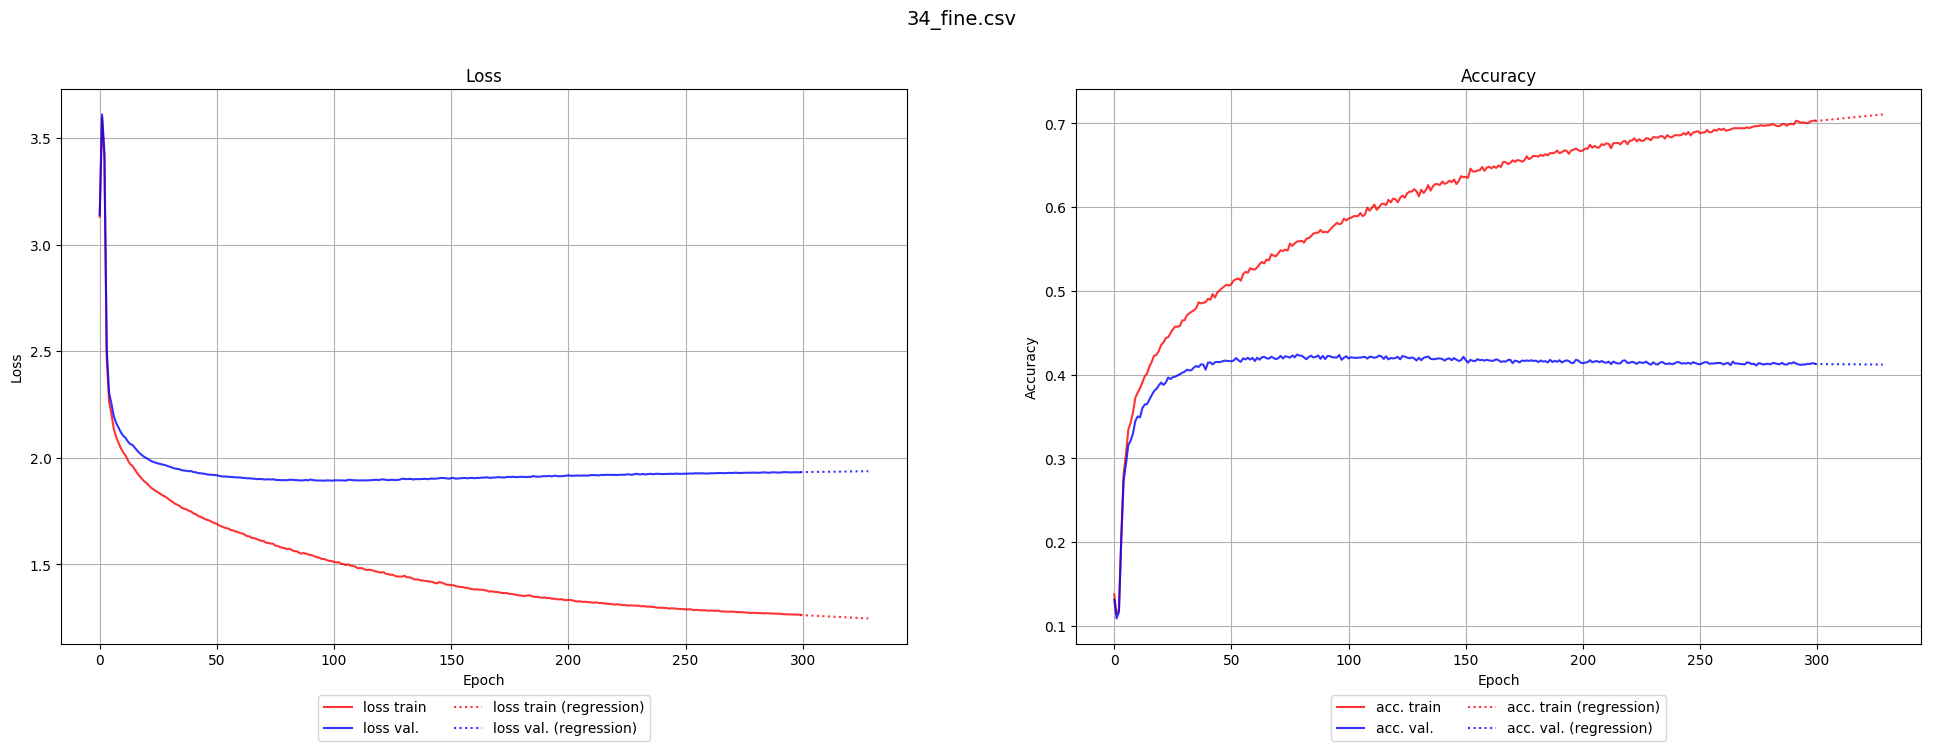 34_fine.csv
Loss
3.5
3.0
2.5
2.0
1.5
Loss
0 50 100 150 200 250 300
Epoch
loss train loss train (regression)
loss val. loss val. (regression)
Accuracy
0.7
0.6
0.5
0.4
0.3
0.2
0.1
Accuracy
0 50 100 150 200 250 300
Epoch
acc. train acc. train (regression)
acc. val. acc. val. (regression)